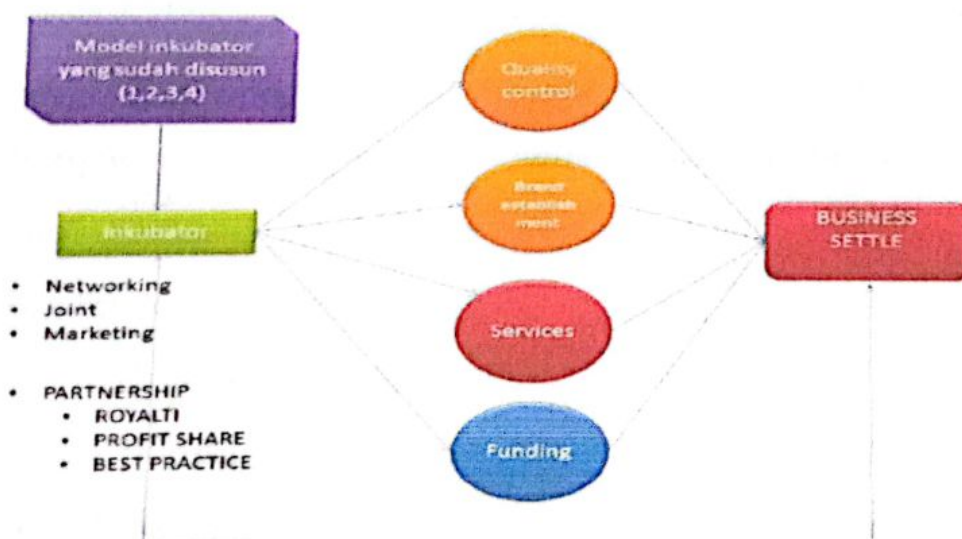 Model inkubator
yang sudah disusun
(1,2,3,4)
Inkubator
• Networking
• Joint
• Marketing
• PARTNERSHIP
• ROYALTI
• PROFIT SHARE
• BEST PRACTICE
Quality
control
Brand
establish
ment
Services
Funding
BUSINESS
SETTLE